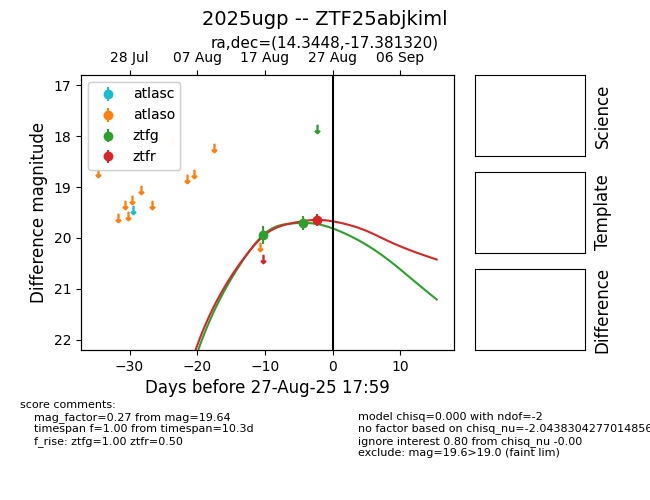 2025ugp -- ZTF25abjkiml
ra,dec=(14.3448,-17.381320)
28 Jul 07 Aug 17 Aug 27 Aug 06 Sep
atlasc
atlaso
ztfg
ztfr
17
18
19
20
21
22
Difference magnitude
−30 −20 −10 0 10
Days before 27-Aug-25 17:59
Science
Template
Difference
score comments:
mag_factor=0.27 from mag=19.64
timespan f=1.00 from timespan=10.3d
f_rise: ztfg=1.00 ztfr=0.50
model chisq=0.000 with ndof=-2
no factor based on chisq_nu=-2.0438304277014856
ignore interest 0.80 from chisq_nu -0.00
exclude: mag=19.6>19.0 (faint lim)